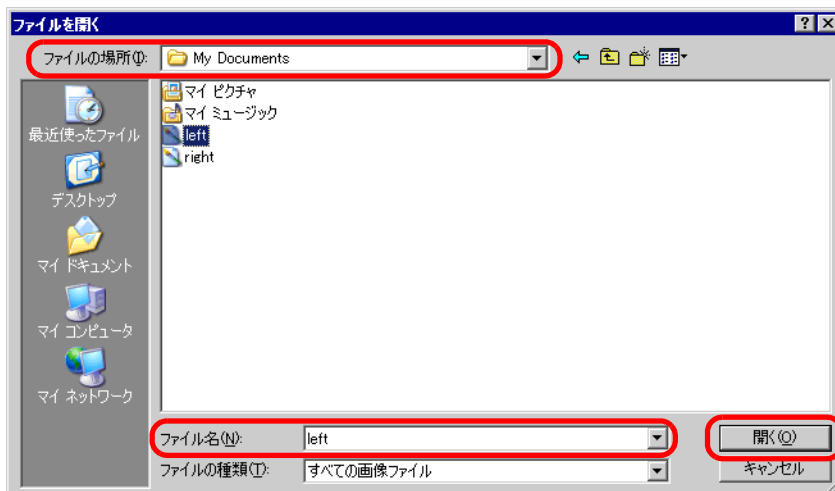 ファイルを開く
ファイルの場所(I):
My Documents
最近使ったファイル
デスクトップ
マイ ドキュメント
マイ コンピュータ
マイ ネットワーク
マイ ピクチャ
マイ ミュージック
left
right
ファイル名(N):
left
開く(O)
ファイルの種類(T):
すべての画像ファイル
キャンセル